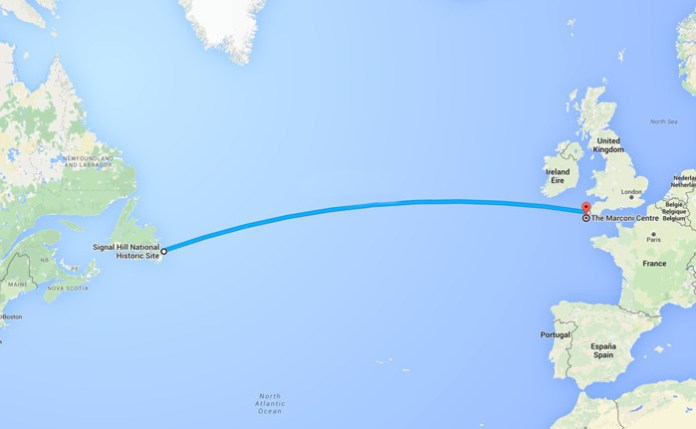 North Sea
United
Kingdom
Ireland
Éire
London
NEWFOUNDLAND
AND LABRADOR
België
Belgique
Belgium
The Marconi Centre
Paris
Signal Hill National
Historic Site
France
NB
PE
MAINE
NOVA SCOTIA
Boston
Portugal
España
Spain
North
Atlantic
Ocean